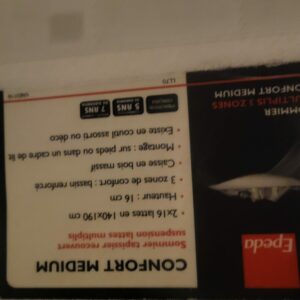 CONFORT MEDIUM
Sommier tapissier recouvert
suspension lattes multiplis
• 2x16 lattes en 140x190 cm
• Hauteur : 16 cm
• 3 zones de confort : bassin renforcé
• Caisse en bois massif
• Montage : sur pieds ou dans un cadre de lit
• Existe en coutil assorti ou déco
5 ANS
7 ANS
LL70
Epeda
SOMMIER
MULTIPLIS 3 ZONES
CONFORT MEDIUM